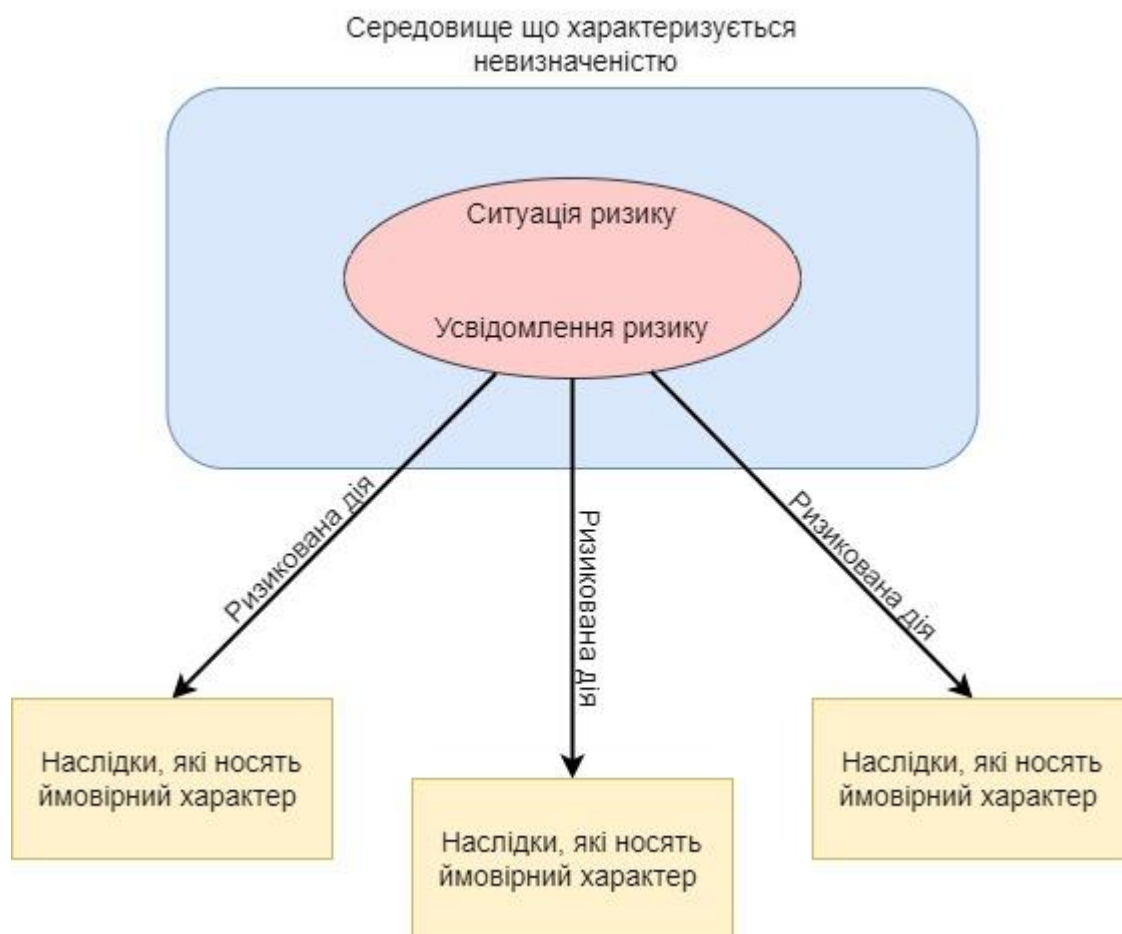 Середовище що характеризується
невизначеністю
Ситуація ризику
Усвідомлення ризику
Ризикована дія
Ризикована дія
Ризикована дія
Наслідки, які носять
ймовірний характер
Наслідки, які носять
ймовірний характер
Наслідки, які носять
ймовірний характер